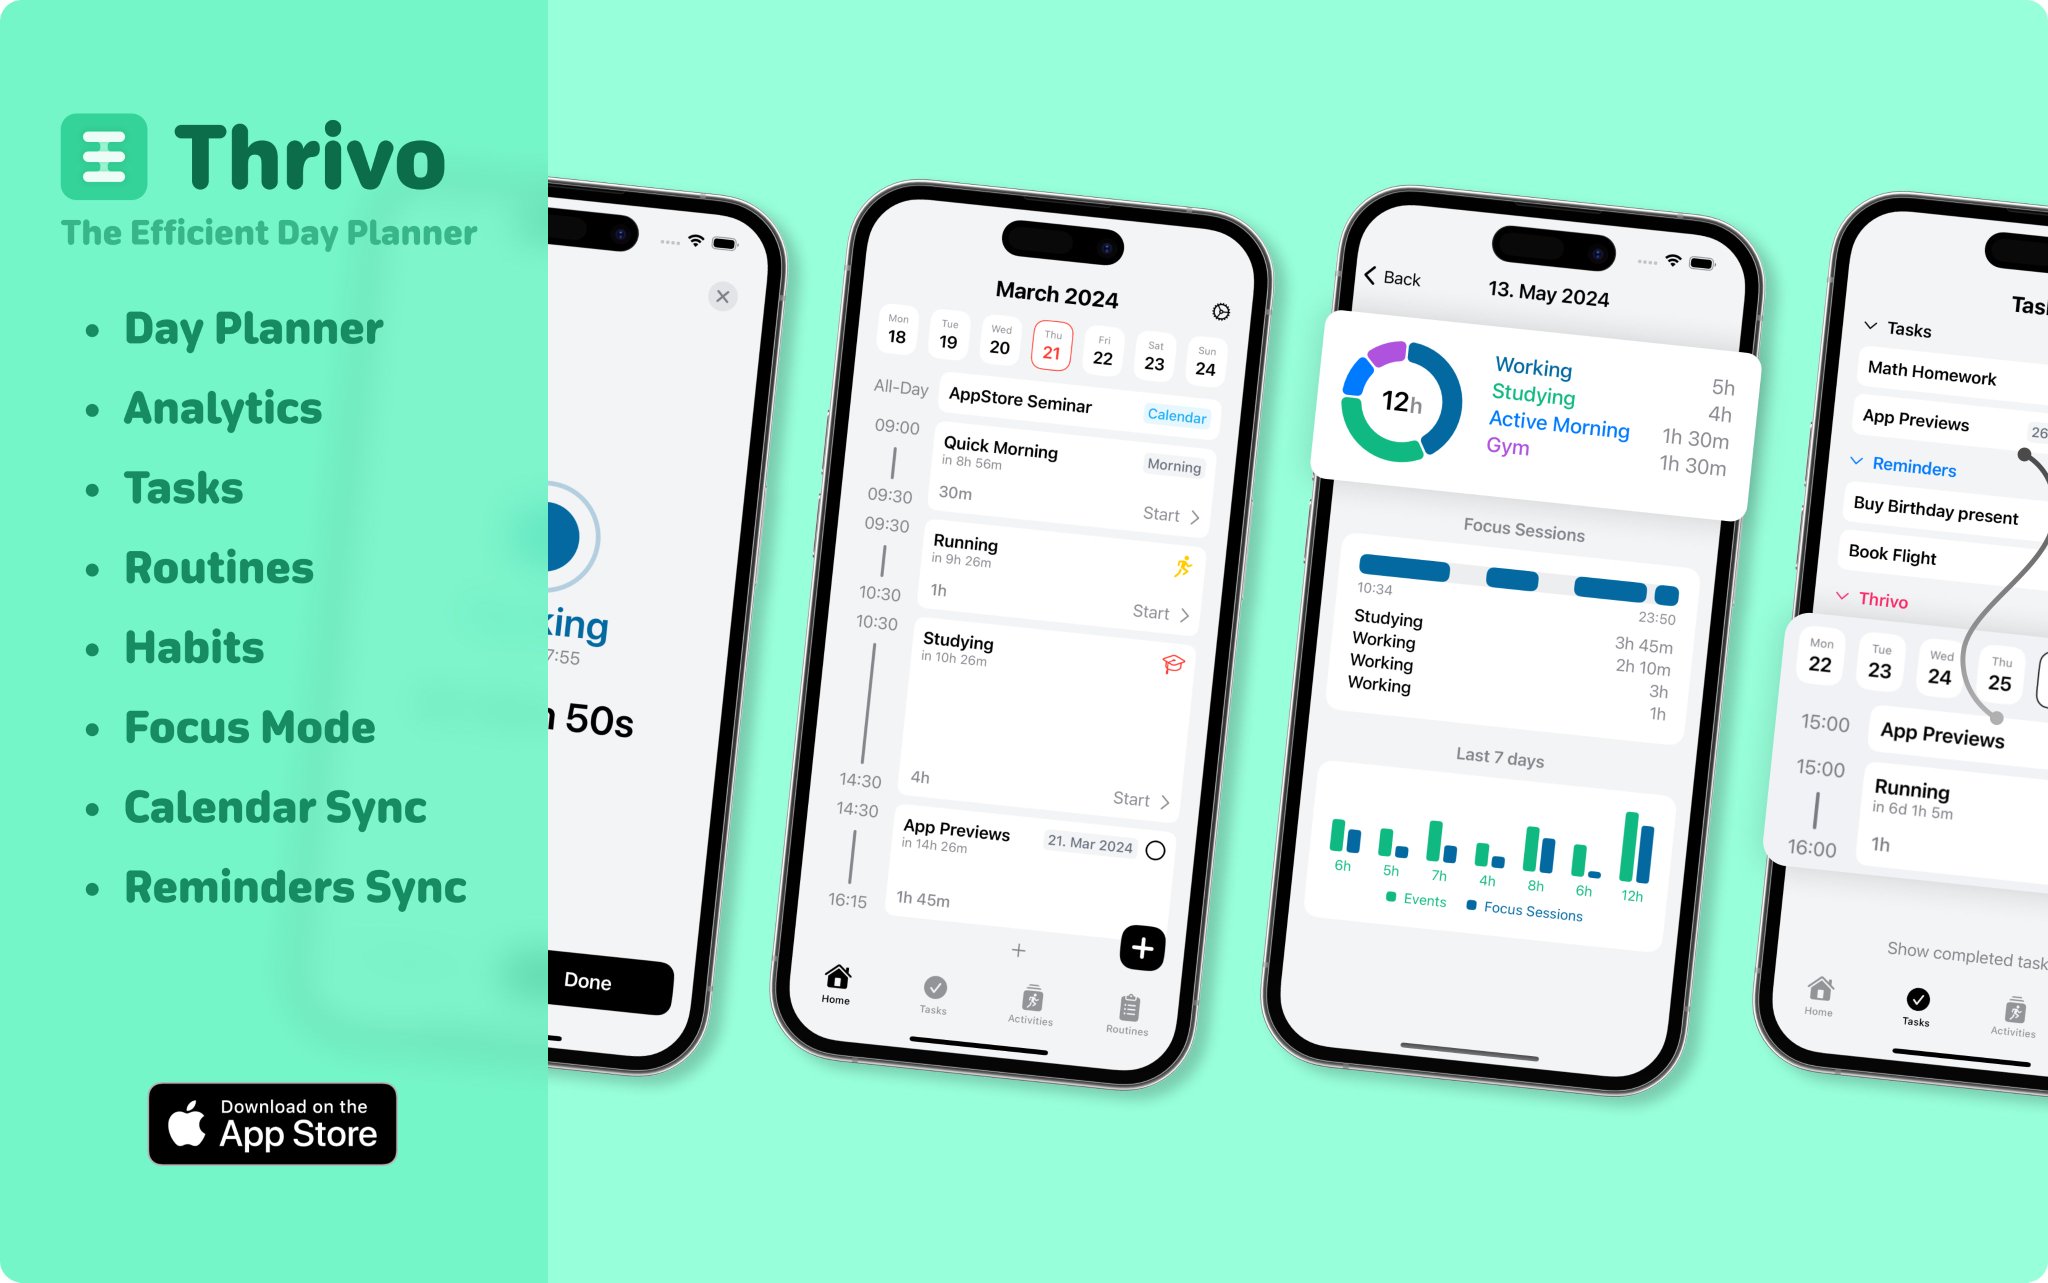 Thrivo
The Efficient Day Planner
• Day Planner
• Analytics
• Tasks
• Routines
• Habits
• Focus Mode
• Calendar Sync
• Reminders Sync
Download on the
App Store
50s
Done
March 2024
Mon Tue Wed Thu Fri Sat Sun
18 19 20 21 22 23 24
All-Day AppStore Seminar Calendar
09:00
Quick Morning Morning
in 8h 56m
30m
Start
09:30
09:30
Running
in 9h 26m
1h
Start
10:30
10:30
Studying
in 10h 26m
4h
Start
14:30
14:30
App Previews 21. Mar 2024
in 14h 26m
1h 45m
16:15
Home Tasks Activities Routines
Back 13. May 2024
12h
Working 5h
Studying 4h
Active Morning 1h 30m
Gym 1h 30m
Focus Sessions
10:34 23:50
Studying 3h 45m
Working 2h 10m
Working 3h
Working 1h
Last 7 days
6h 5h 7h 4h 8h 6h 12h
Events Focus Sessions
Tasks
Math Homework
App Previews 26
Reminders
Buy Birthday present
Book Flight
Thrivo
Mon Tue Wed Thu
22 23 24 25
15:00 App Previews
15:00
Running
in 6d 1h 5m
1h
16:00
Show completed
Home Tasks Activities